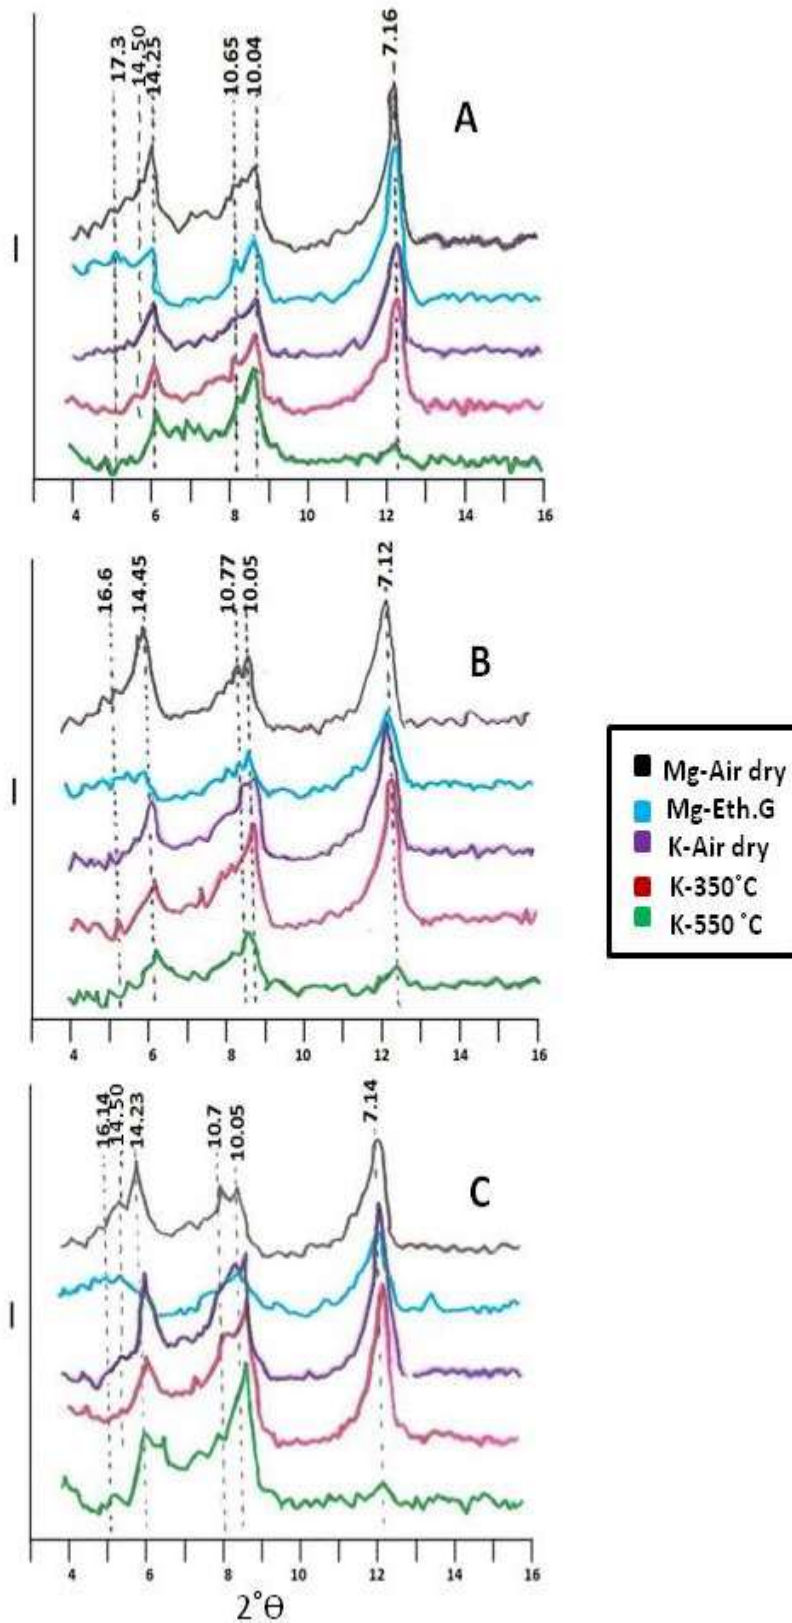 17.3 14.50 14.25 10.65 10.04 7.16
A
I
4 6 8 10 12 14 16
16.6 14.45 10.77 10.05 7.12
B
I
4 6 8 10 12 14 16
Mg-Air dry
Mg-Eth.G
K-Air dry
K-350˚C
K-550 ˚C
16.14 14.50 14.23 10.7 10.05 7.14
C
I
4 6 8 10 12 14 16
2˚Ө